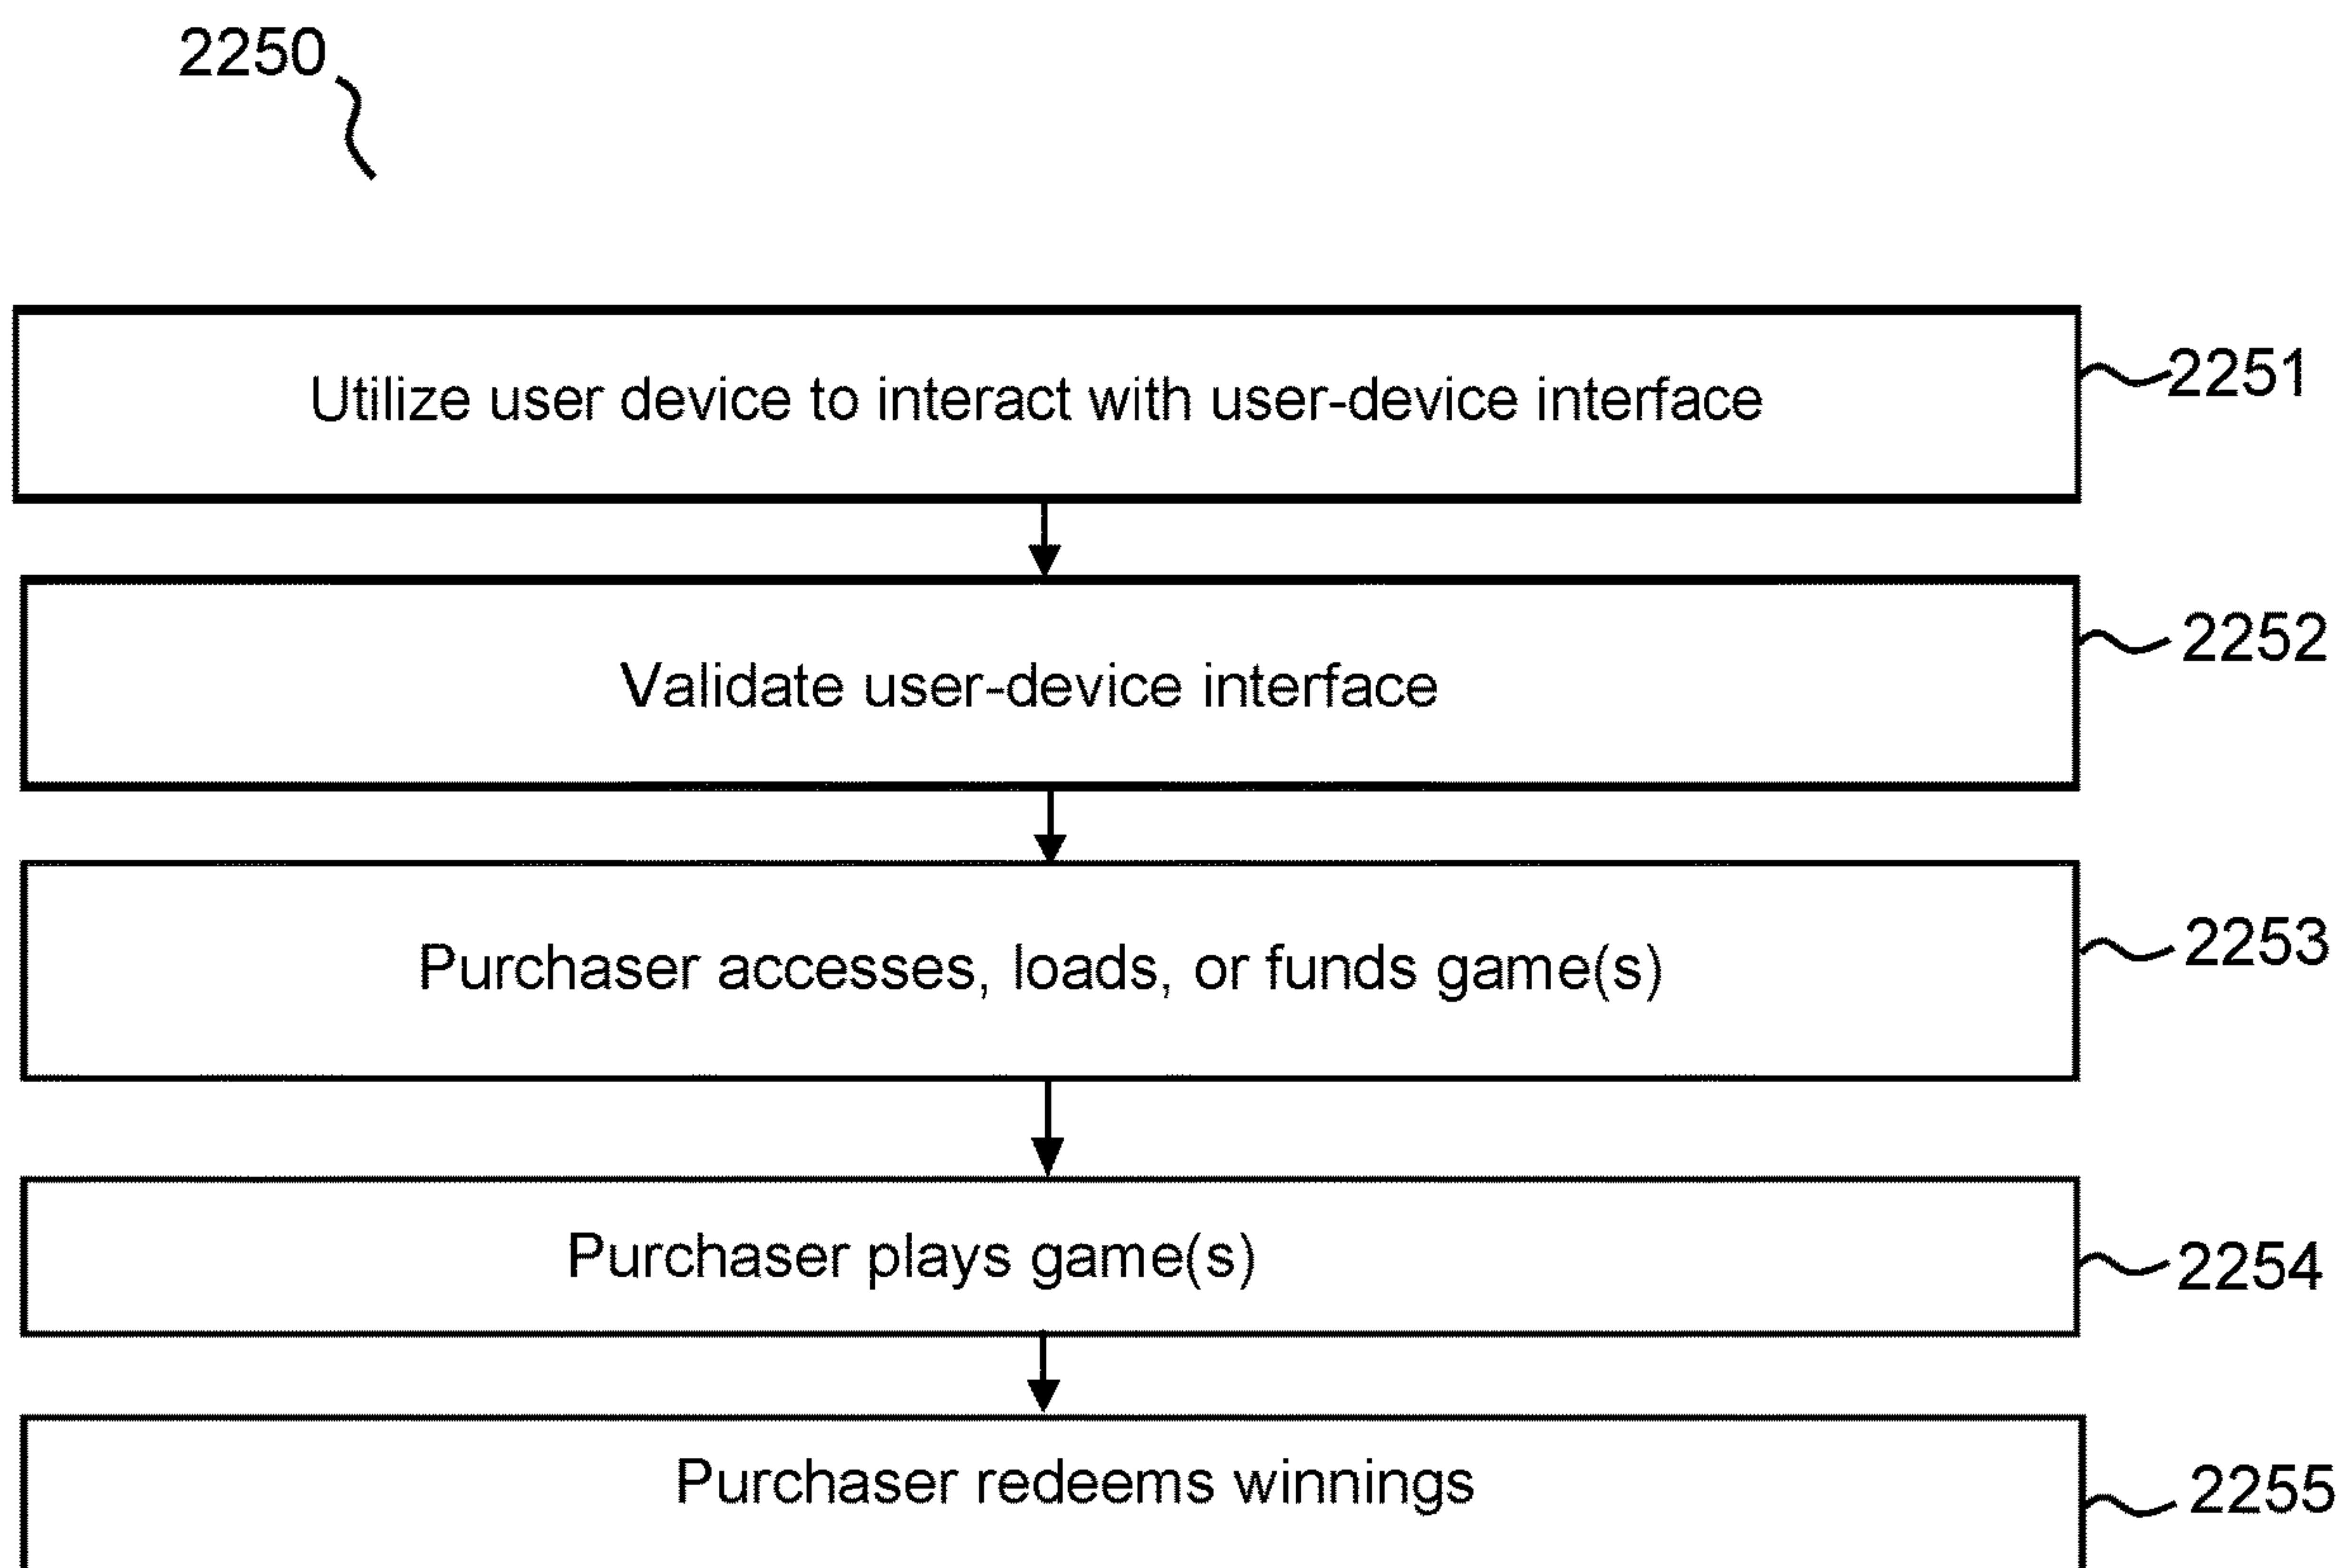 2250
Utilize user device to interact with user-device interface
2251
Validate user-device interface
2252
Purchaser accesses, loads, or funds game(s)
2253
Purchaser plays game(s)
2254
Purchaser redeems winnings
2255